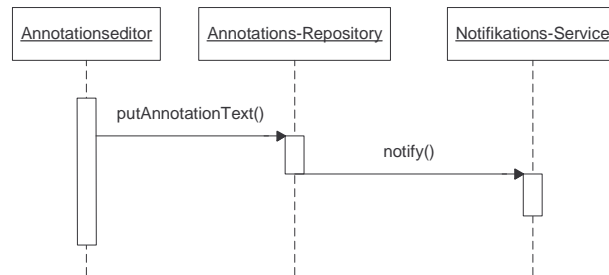 Annotationseditor
Annotations-Repository
Notifikations-Service
putAnnotationText()
notify()